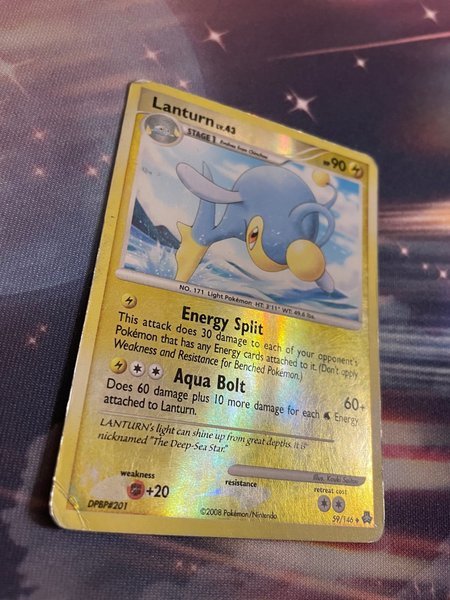 Lanturn LV.43
STAGE 1 Evolves from Chinchou
HP 90
NO. 171 Light Pokémon HT: 3'11" WT: 49.6 lbs.
Energy Split
This attack does 30 damage to each of your opponent's
Pokémon that has any Energy cards attached to it. (Don't apply
Weakness and Resistance for Benched Pokémon.)
Aqua Bolt 60+
Does 60 damage plus 10 more damage for each Energy
attached to Lanturn.
LANTURN's light can shine up from great depths. It is
nicknamed "The Deep-Sea Star."
Illus.
weakness
+20
resistance
retreat cost
DPBP#201
©2008 Pokémon/Nintendo
59/146